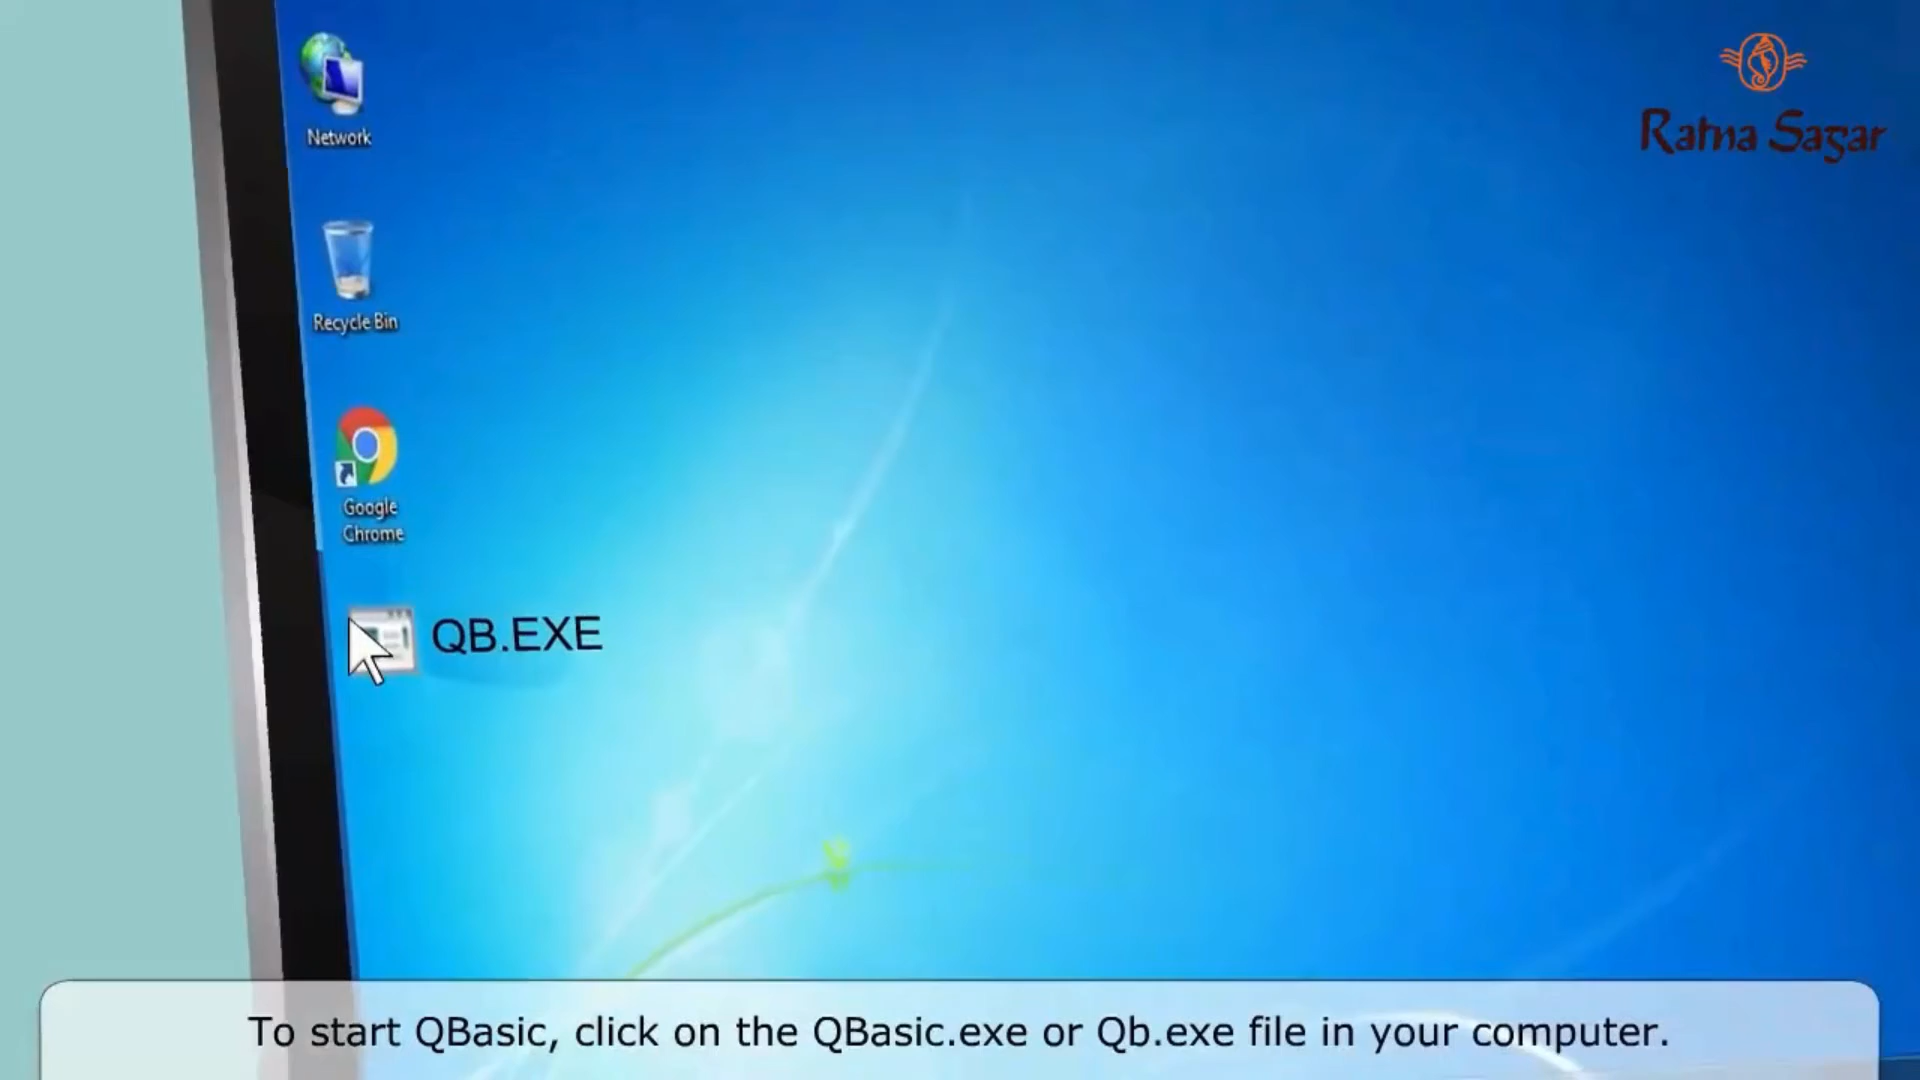 Network
Ratna Sagar
Recycle Bin
Google
Chrome
QB.EXE
To start QBasic, click on the QBasic.exe or Qb.exe file in your computer.